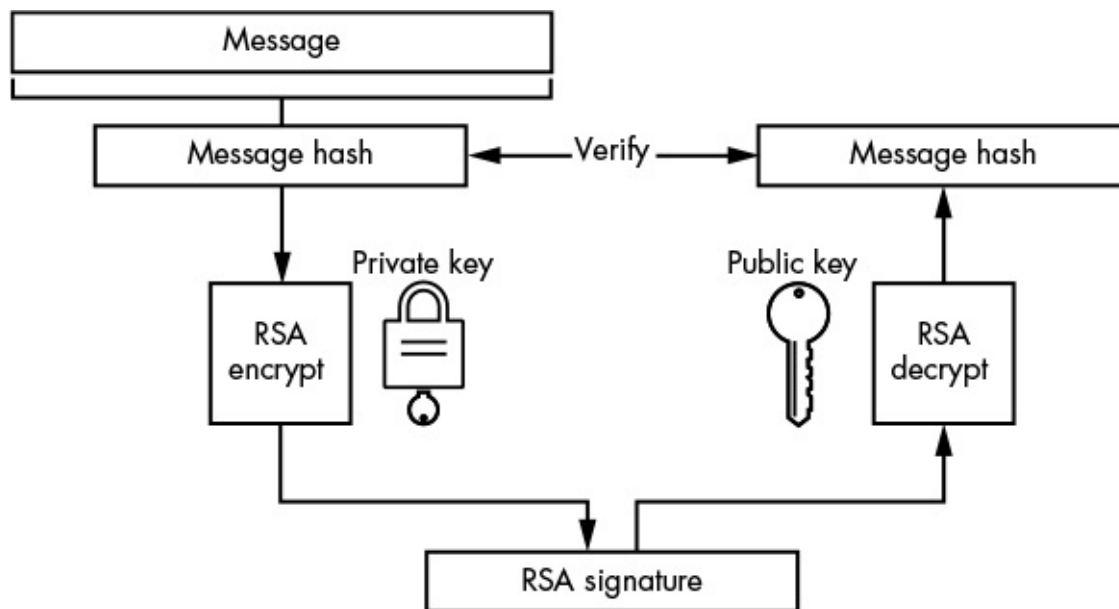 Message
Message hash
Verify
Message hash
Private key
Public key
RSA
encrypt
RSA
decrypt
RSA signature